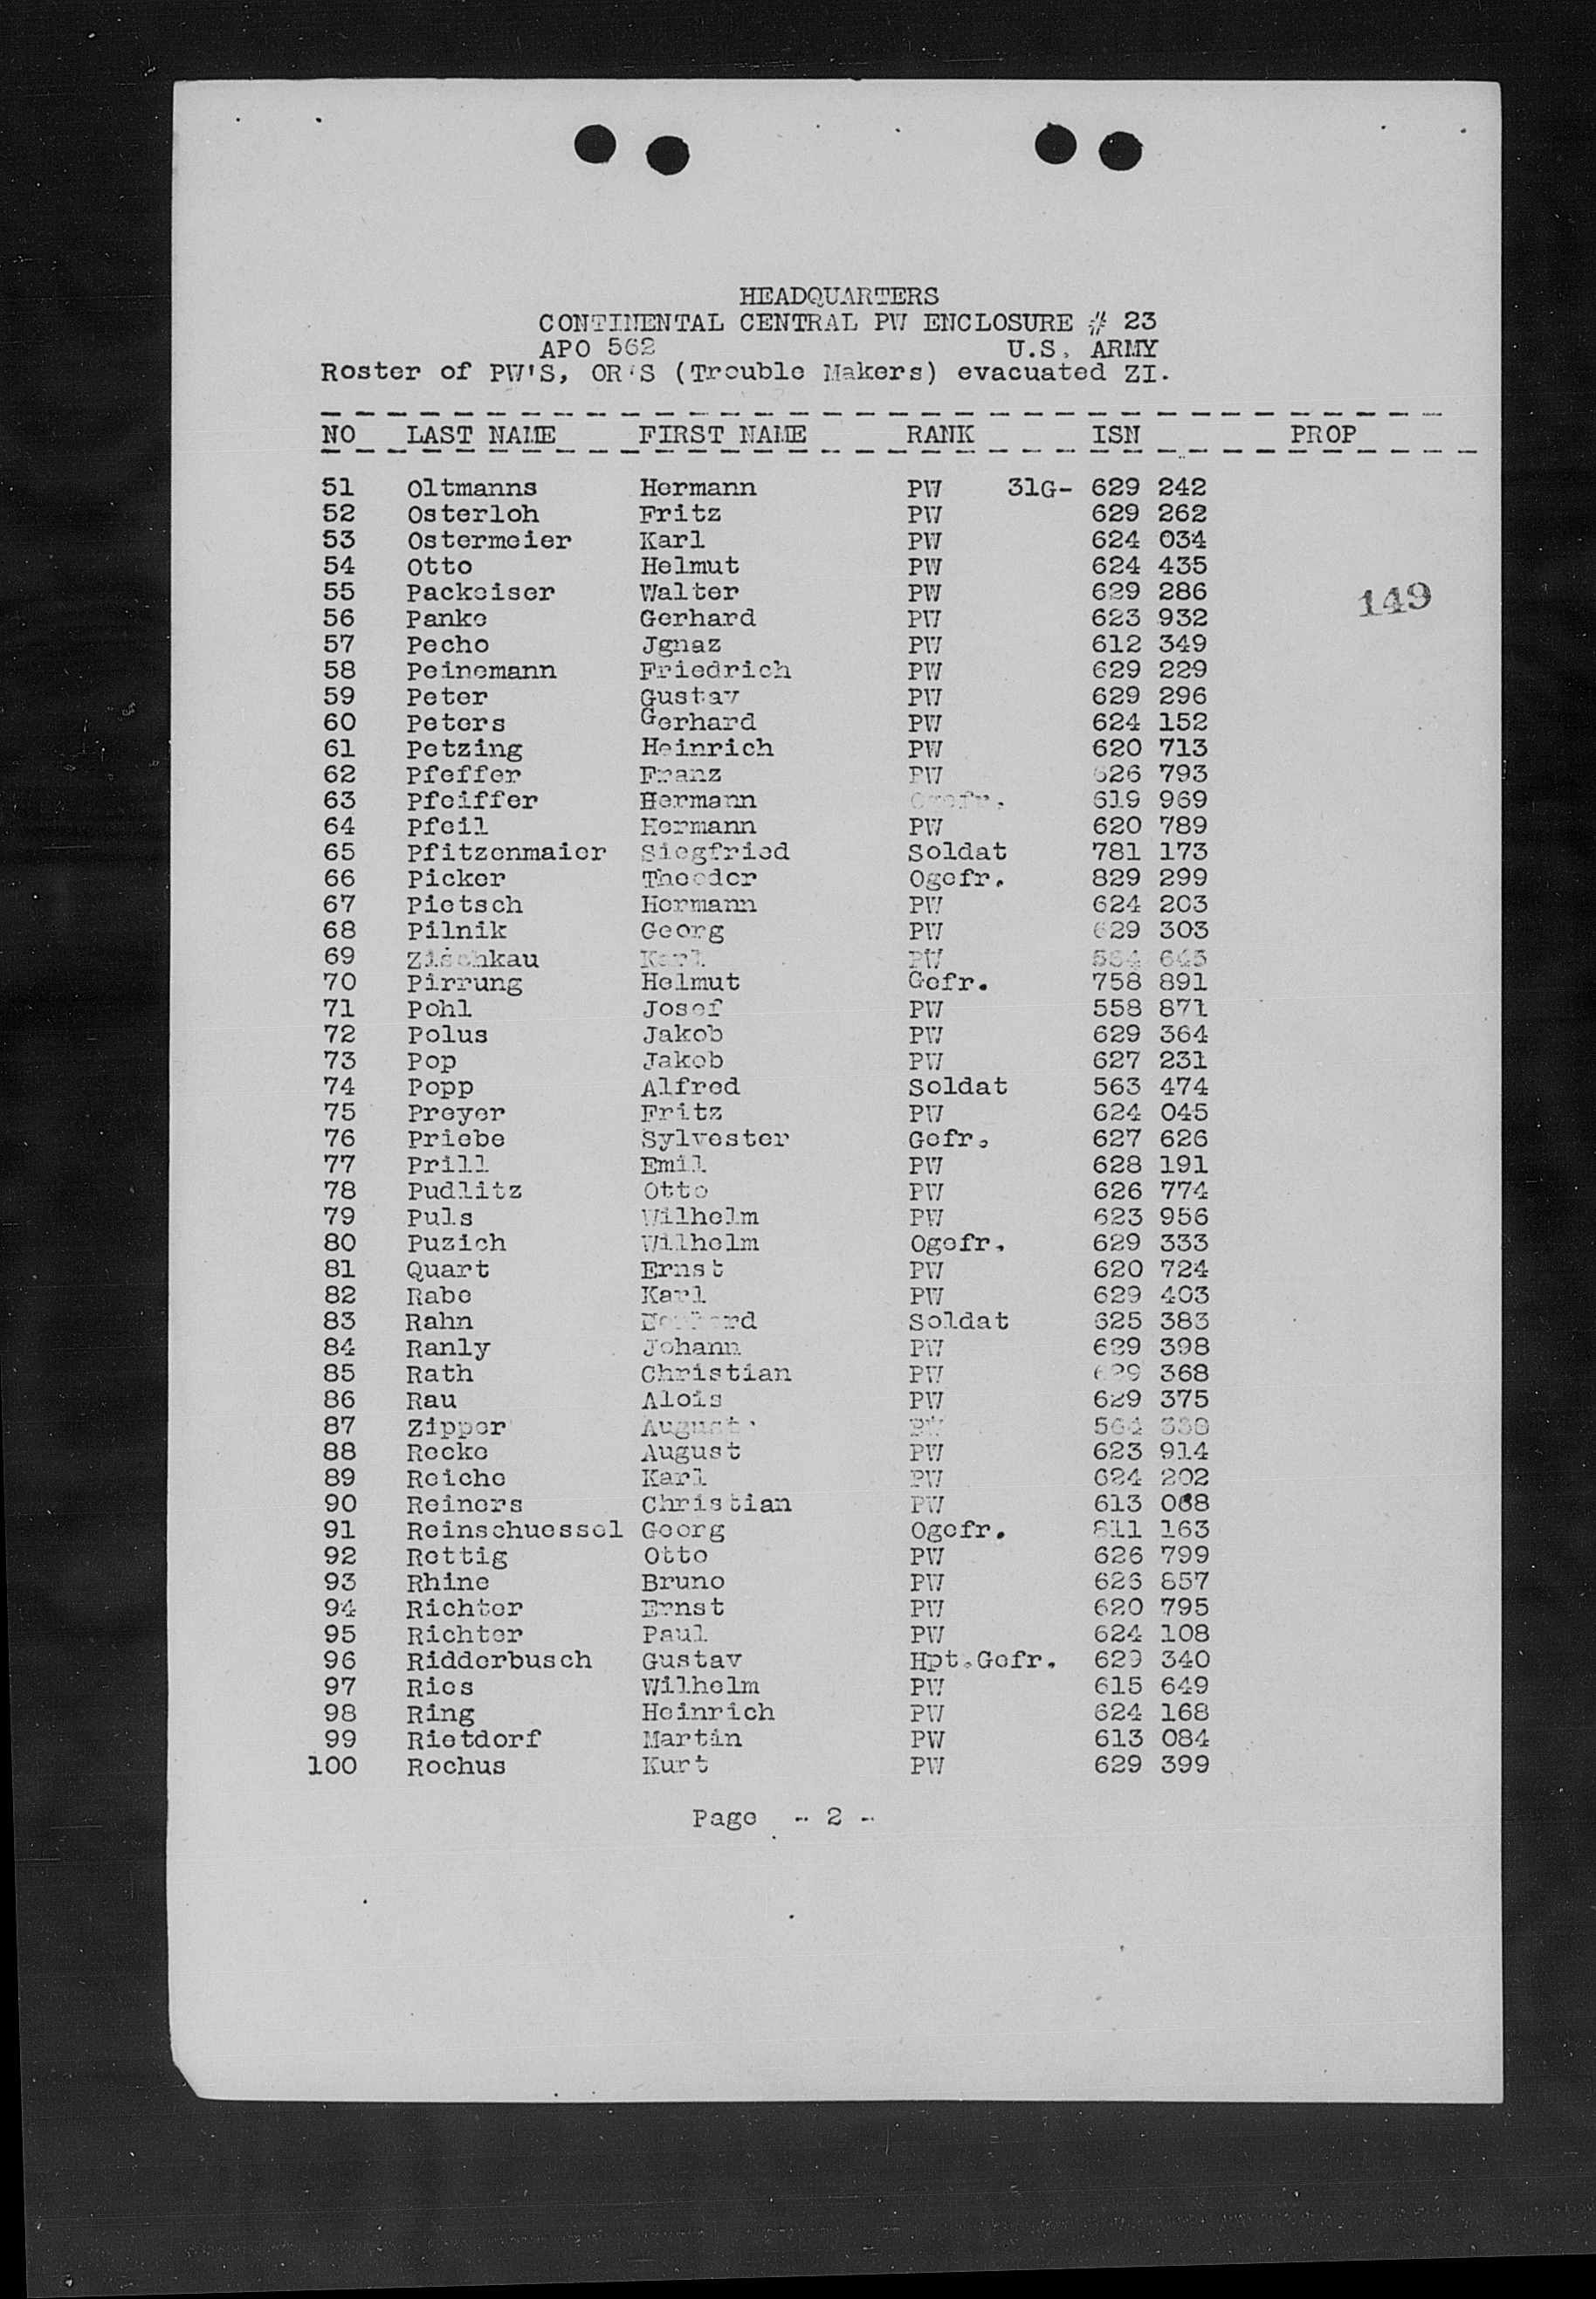 HEADQUARTERS
CONTINENTAL CENTRAL PW ENCLOSURE # 23
APO 562 U.S. ARMY
Roster of PW'S, OR'S (Trouble Makers) evacuated ZI.
NO LAST NAME FIRST NAME RANK ISN PROP
51 Oltmanns Hermann PW 31G- 629 242
52 Osterloh Fritz PW 629 262
53 Ostermeier Karl PW 624 034
54 Otto Helmut PW 624 435
55 Packeiser Walter PW 629 286
149
56 Panke Gerhard PW 623 932
57 Pecho Jgnaz PW 612 349
58 Peinemann Friedrich PW 629 229
59 Peter Gustav PW 629 296
60 Peters Gerhard PW 624 152
61 Petzing Heinrich PW 620 713
62 Pfeffer Franz PW 626 793
63 Pfeiffer Hermann 619 969
64 Pfeil Hermann PW 620 789
65 Pfitzenmaier Siegfried Soldat 781 173
66 Picker Theodor Ogefr. 829 299
67 Pietsch Hermann PW 624 203
68 Pilnik Georg PW 629 303
69 Zischkau Karl PW
70 Pirrung Helmut Gefr. 758 891
71 Pohl Josef PW 558 871
72 Polus Jakob PW 629 364
73 Pop Jakob PW 627 231
74 Popp Alfred Soldat 563 474
75 Preyer Fritz PW 624 045
76 Priebe Sylvester Gefr. 627 626
77 Prill Emil PW 628 191
78 Pudlitz Otto PW 626 774
79 Puls Wilhelm PW 623 956
80 Puzich Wilhelm Ogefr. 629 333
81 Quart Ernst PW 620 724
82 Rabe Karl PW 629 403
83 Rahn Soldat 625 383
84 Ranly Johann PW 629 398
85 Rath Christian PW 629 368
86 Rau Alois PW 629 375
87 Zipper August PW 564
88 Recke August PW 623 914
89 Reiche Karl PW 624 202
90 Reiners Christian PW 613 068
91 Reinschuessel Georg Ogefr. 811 163
92 Rettig Otto PW 626 799
93 Rhine Bruno PW 626 857
94 Richter Ernst PW 620 795
95 Richter Paul PW 624 108
96 Ridderbusch Gustav Hpt.Gefr. 629 340
97 Ries Wilhelm PW 615 649
98 Ring Heinrich PW 624 168
99 Rietdorf Martin PW 613 084
100 Rochus Kurt PW 629 399
Page - 2 -